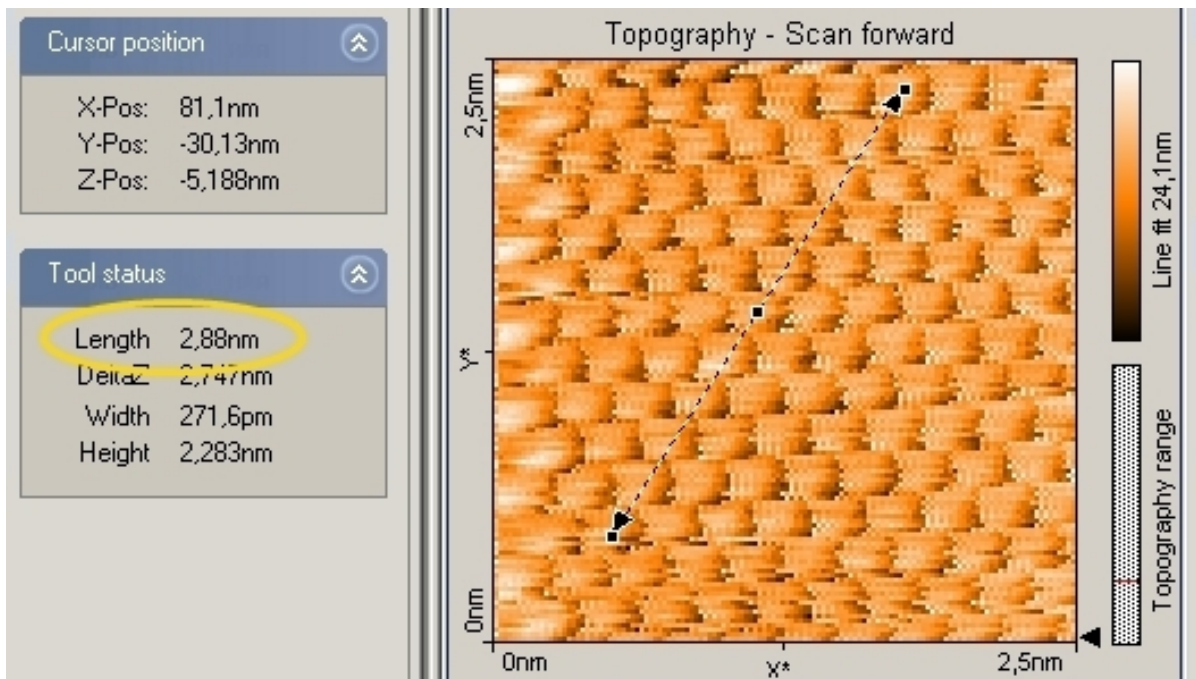 Cursor position
X-Pos: 81,1nm
Y-Pos: -30,13nm
Z-Pos: -5,188nm
Tool status
Length 2,88nm
DeltaZ 2,747nm
Width 271,6pm
Height 2,283nm
Topography - Scan forward
2,5nm
Y*
0nm
0nm
X*
2,5nm
Line fit 24,1nm
Topography range